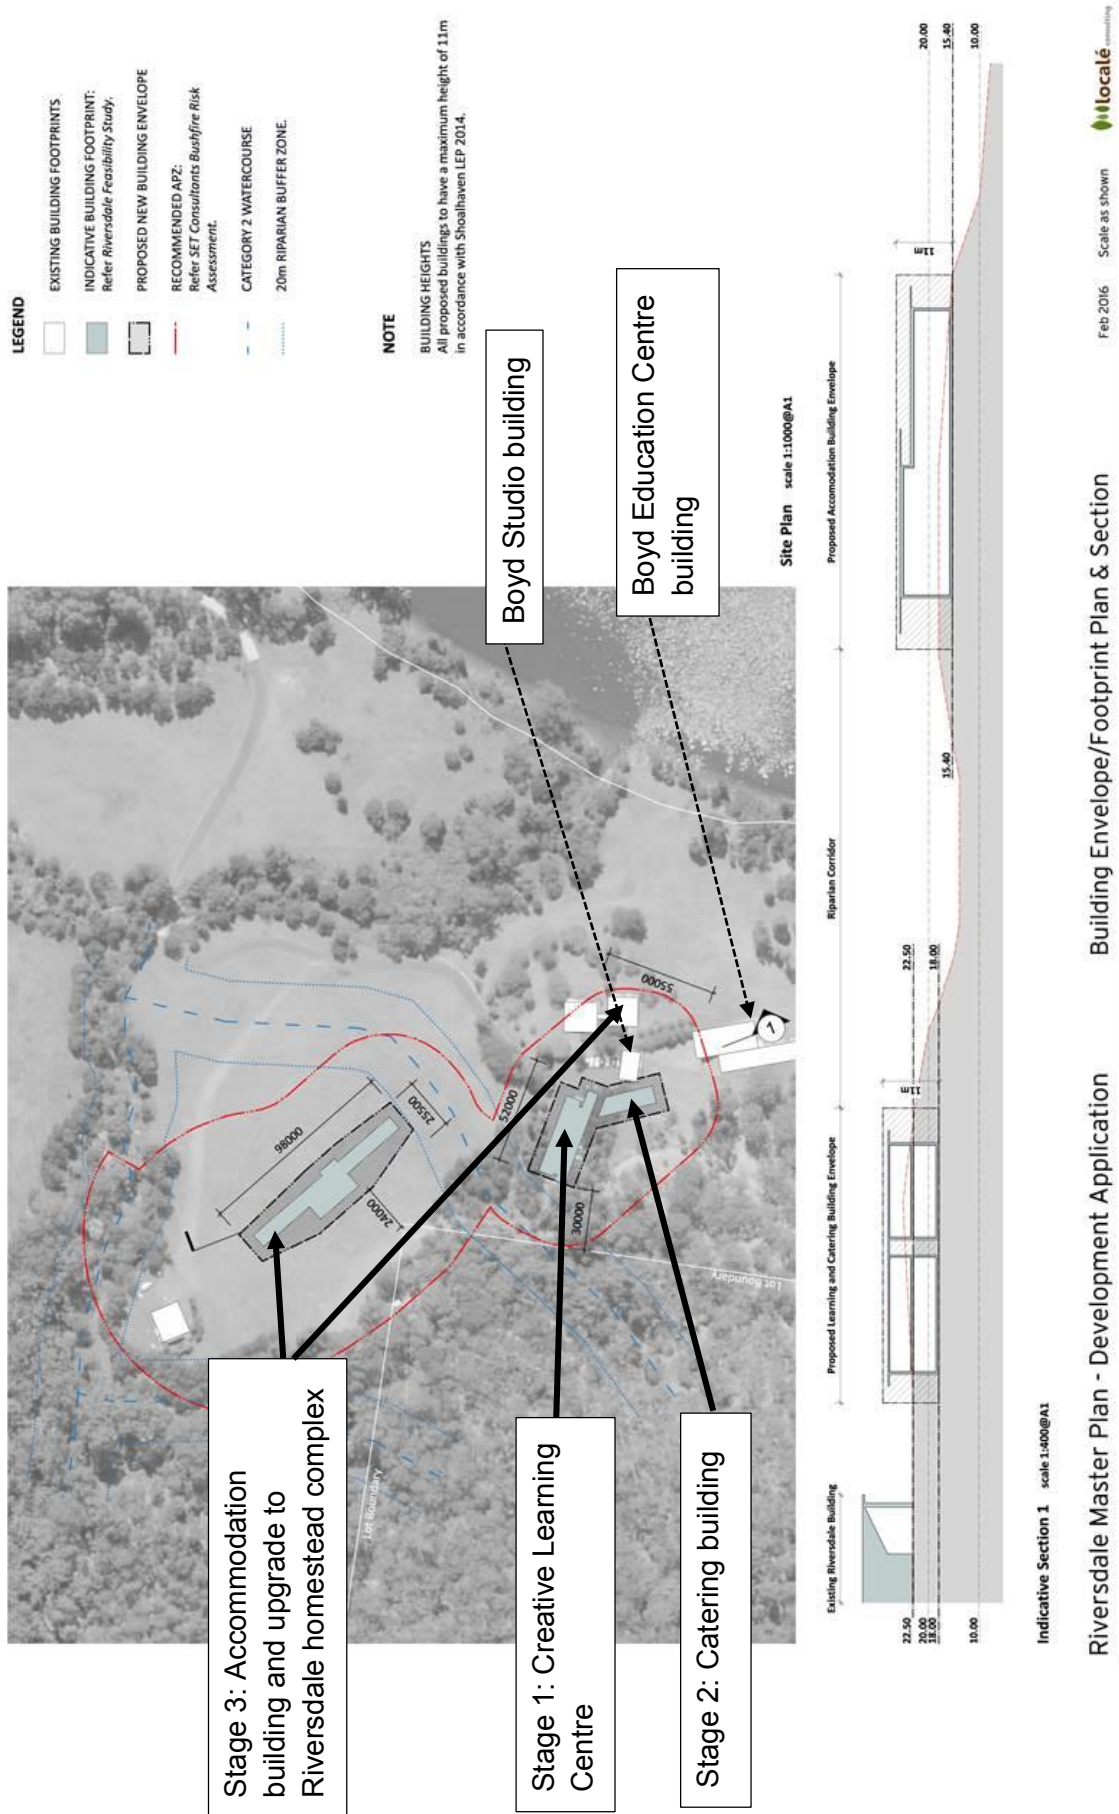 LEGEND
EXISTING BUILDING FOOTPRINTS
INDICATIVE BUILDING FOOTPRINT:
Refer Riversdale Feasibility Study.
PROPOSED NEW BUILDING ENVELOPE
RECOMMENDED APZ:
Refer SET Consultants Bushfire Risk
Assessment.
CATEGORY 2 WATERCOURSE
20m RIPARIAN BUFFER ZONE.
NOTE
BUILDING HEIGHTS
All proposed buildings to have a maximum height of 11m
in accordance with Shoalhaven LEP 2014.
Boyd Studio building
Boyd Education Centre
building
Stage 3: Accommodation
building and upgrade to
Riversdale homestead complex
Stage 1: Creative Learning
Centre
Stage 2: Catering building
98000
25500
24000
52000
30000
55000
7
Lot Boundary
Lot Boundary
Site Plan scale 1:1000@A1
Existing Riversdale Building
Proposed Learning and Catering Building Envelope
Riparian Corridor
Proposed Accomodation Building Envelope
22.50
20.00
18.00
10.00
11m
22.50
18.00
15.40
11m
20.00
15.40
10.00
Indicative Section 1 scale 1:400@A1
Riversdale Master Plan - Development Application
Building Envelope/Footprint Plan & Section
Feb 2016
Scale as shown
localé consulting